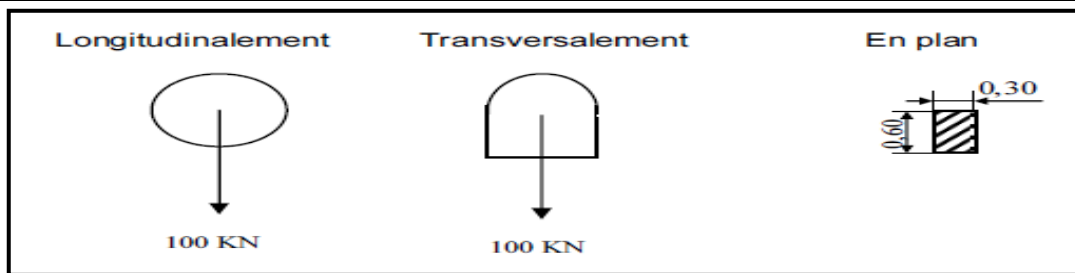 Longitudinalement
Transversalement
En plan
0,30
0,60
100 KN
100 KN